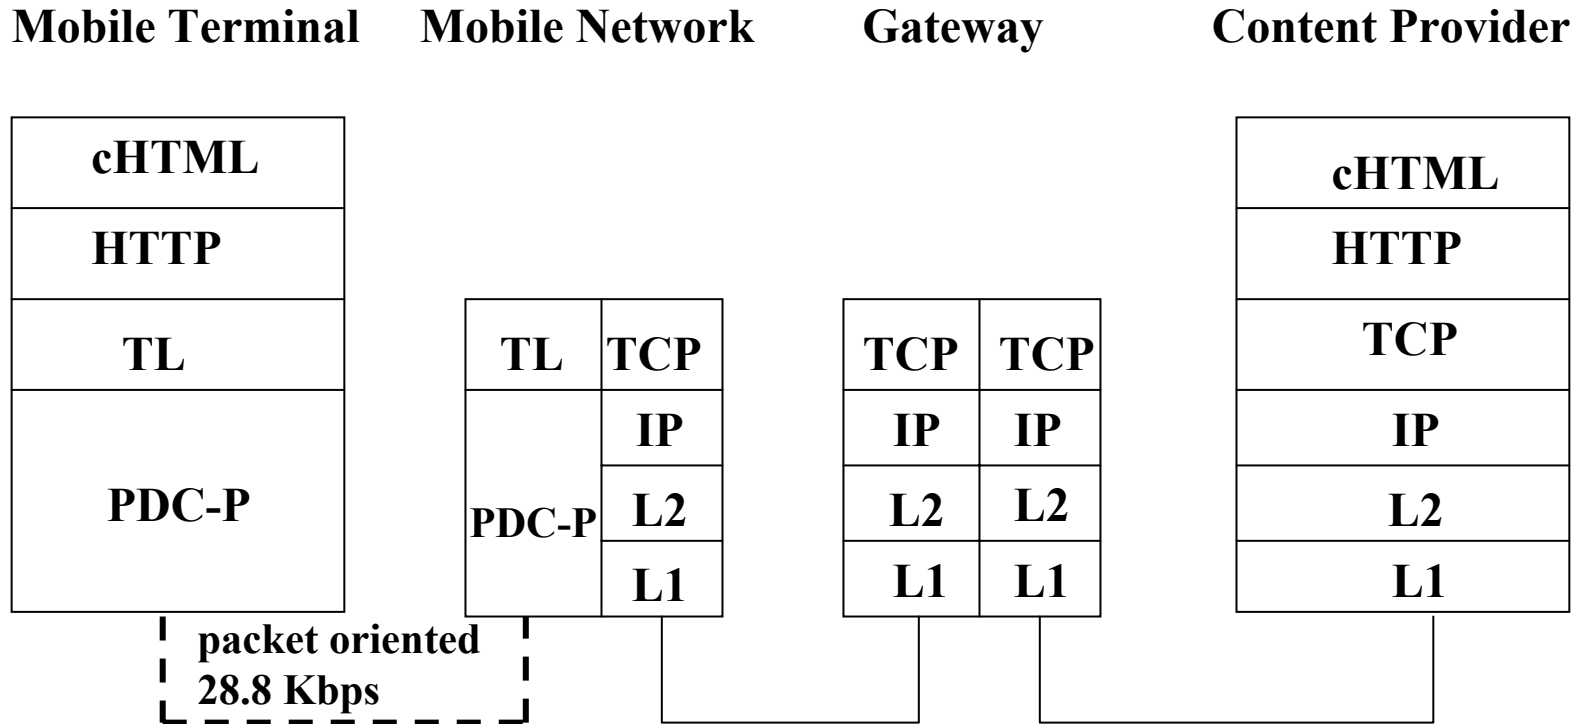 Mobile Terminal
Mobile Network
Gateway
Content Provider
cHTML
HTTP
TL
PDC-P
TL
TCP
PDC-P
IP
L2
L1
TCP
TCP
IP
IP
L2
L2
L1
L1
cHTML
HTTP
TCP
IP
L2
L1
packet oriented
28.8 Kbps